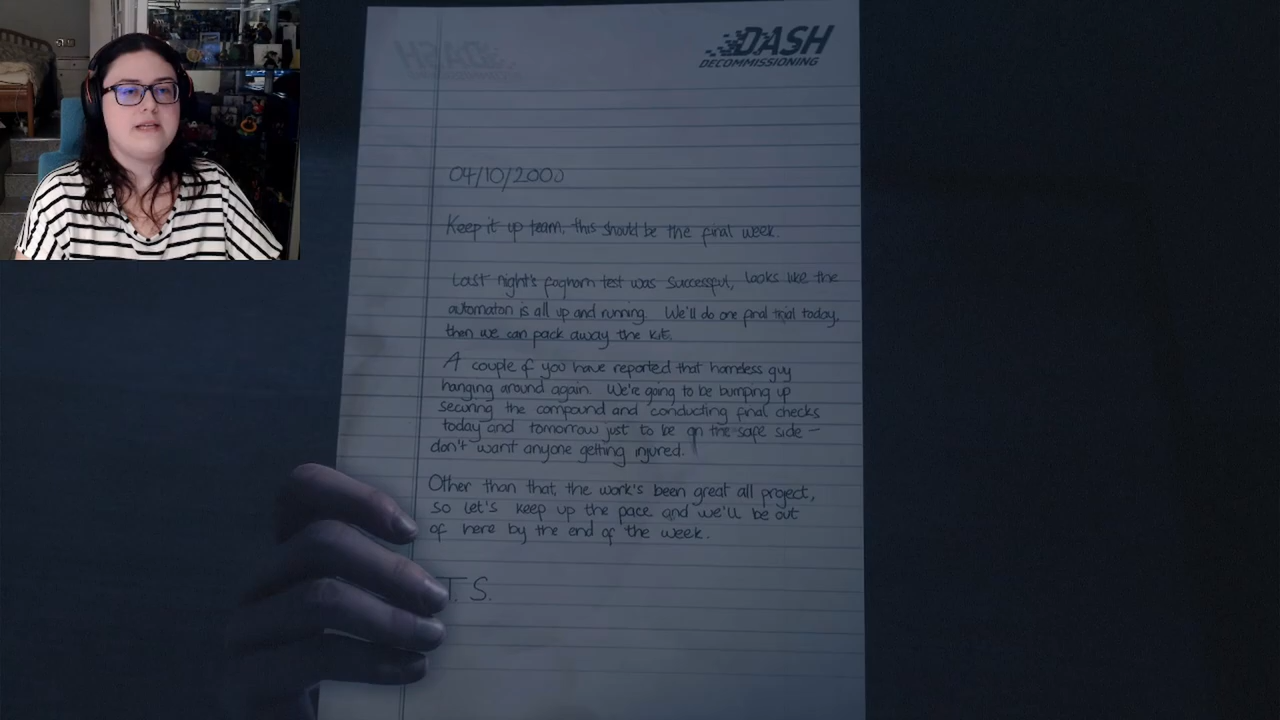 DASH
DECOMMISSIONING
04/10/2000
Keep it up team, this should be the final week.
Last night's foghorn test was successful, looks like the
automaton is all up and running. We'll do one final trial today,
then we can pack away the kit.
A couple of you have reported that homeless guy
hanging around again. We're going to be bumping up
securing the compound and conducting final checks
today and tomorrow just to be on the safe side –
don't want anyone getting injured.
Other than that, the work's been great all project,
so let's keep up the pace and we'll be out
of here by the end of the week.
T. S.